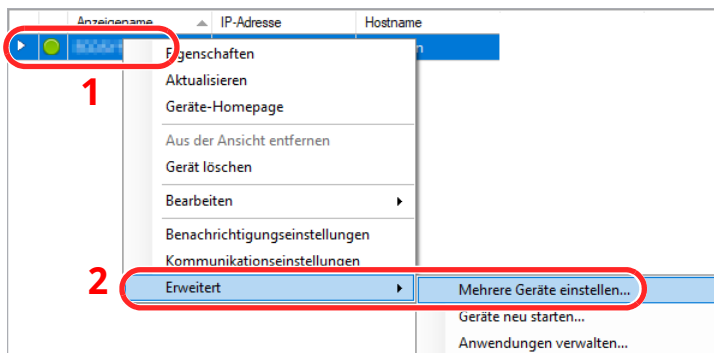 Anzeigename IP-Adresse Hostname
1
Eigenschaften
Aktualisieren
Geräte-Homepage
Aus der Ansicht entfernen
Gerät löschen
Bearbeiten
Benachrichtigungseinstellungen
Kommunikationseinstellungen
2
Erweitert Mehrere Geräte einstellen...
Geräte neu starten...
Anwendungen verwalten...